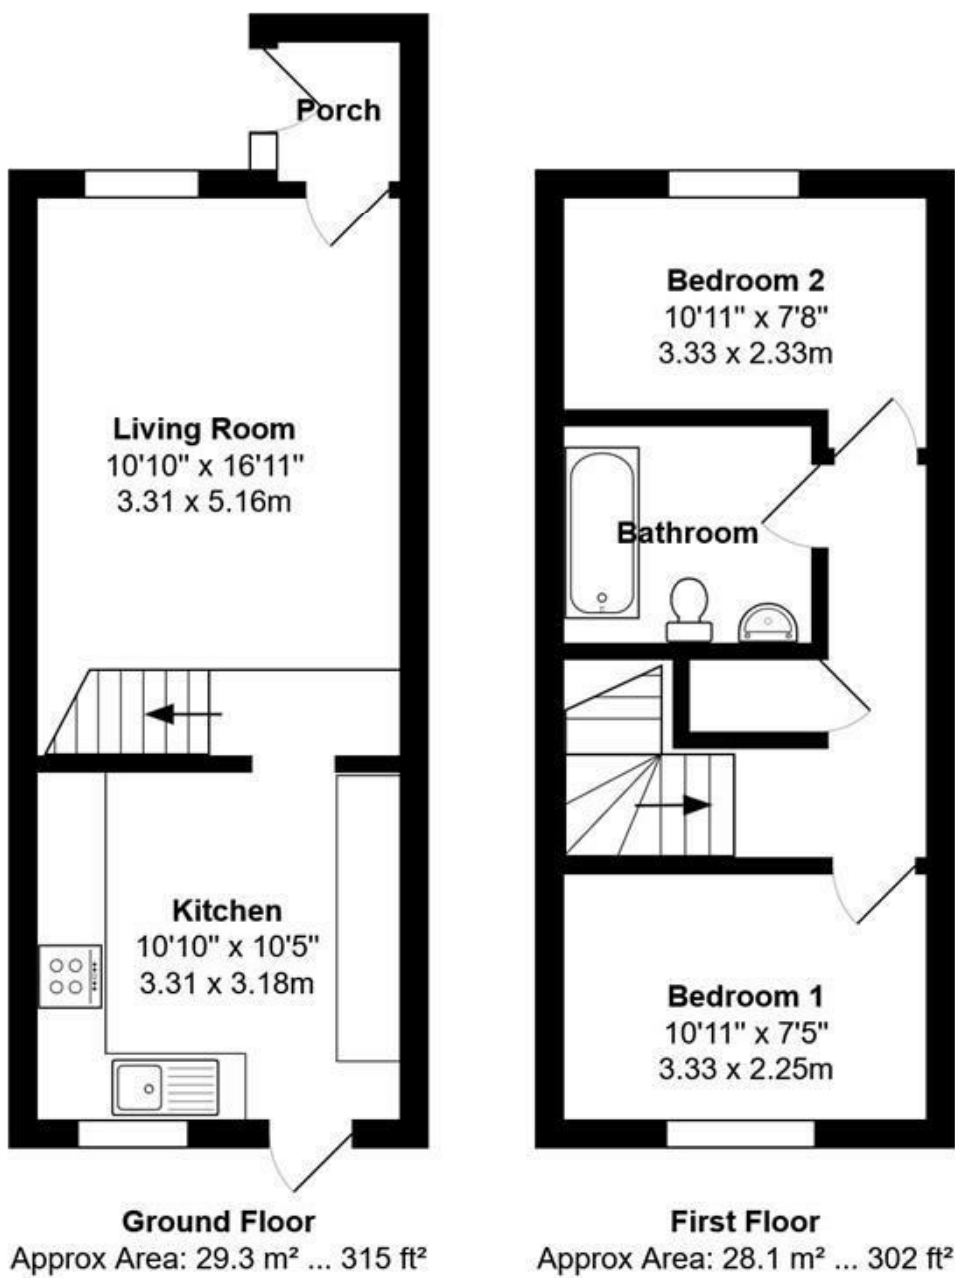 Porch
Living Room
10'10" x 16'11"
3.31 x 5.16m
Kitchen
10'10" x 10'5"
3.31 x 3.18m
Ground Floor
Approx Area: 29.3 m² ... 315 ft²
Bedroom 2
10'11" x 7'8"
3.33 x 2.33m
Bathroom
Bedroom 1
10'11" x 7'5"
3.33 x 2.25m
First Floor
Approx Area: 28.1 m² ... 302 ft²